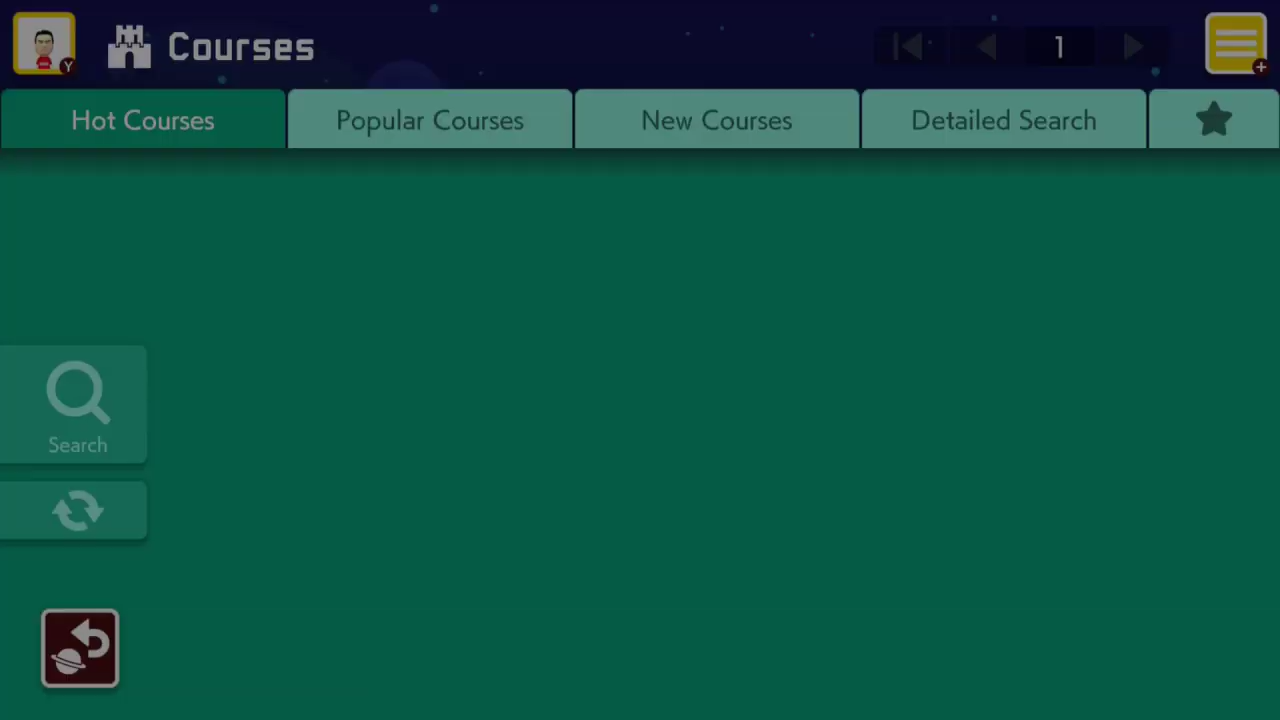 Y
Courses
1
+
Hot Courses
Popular Courses
New Courses
Detailed Search
Search